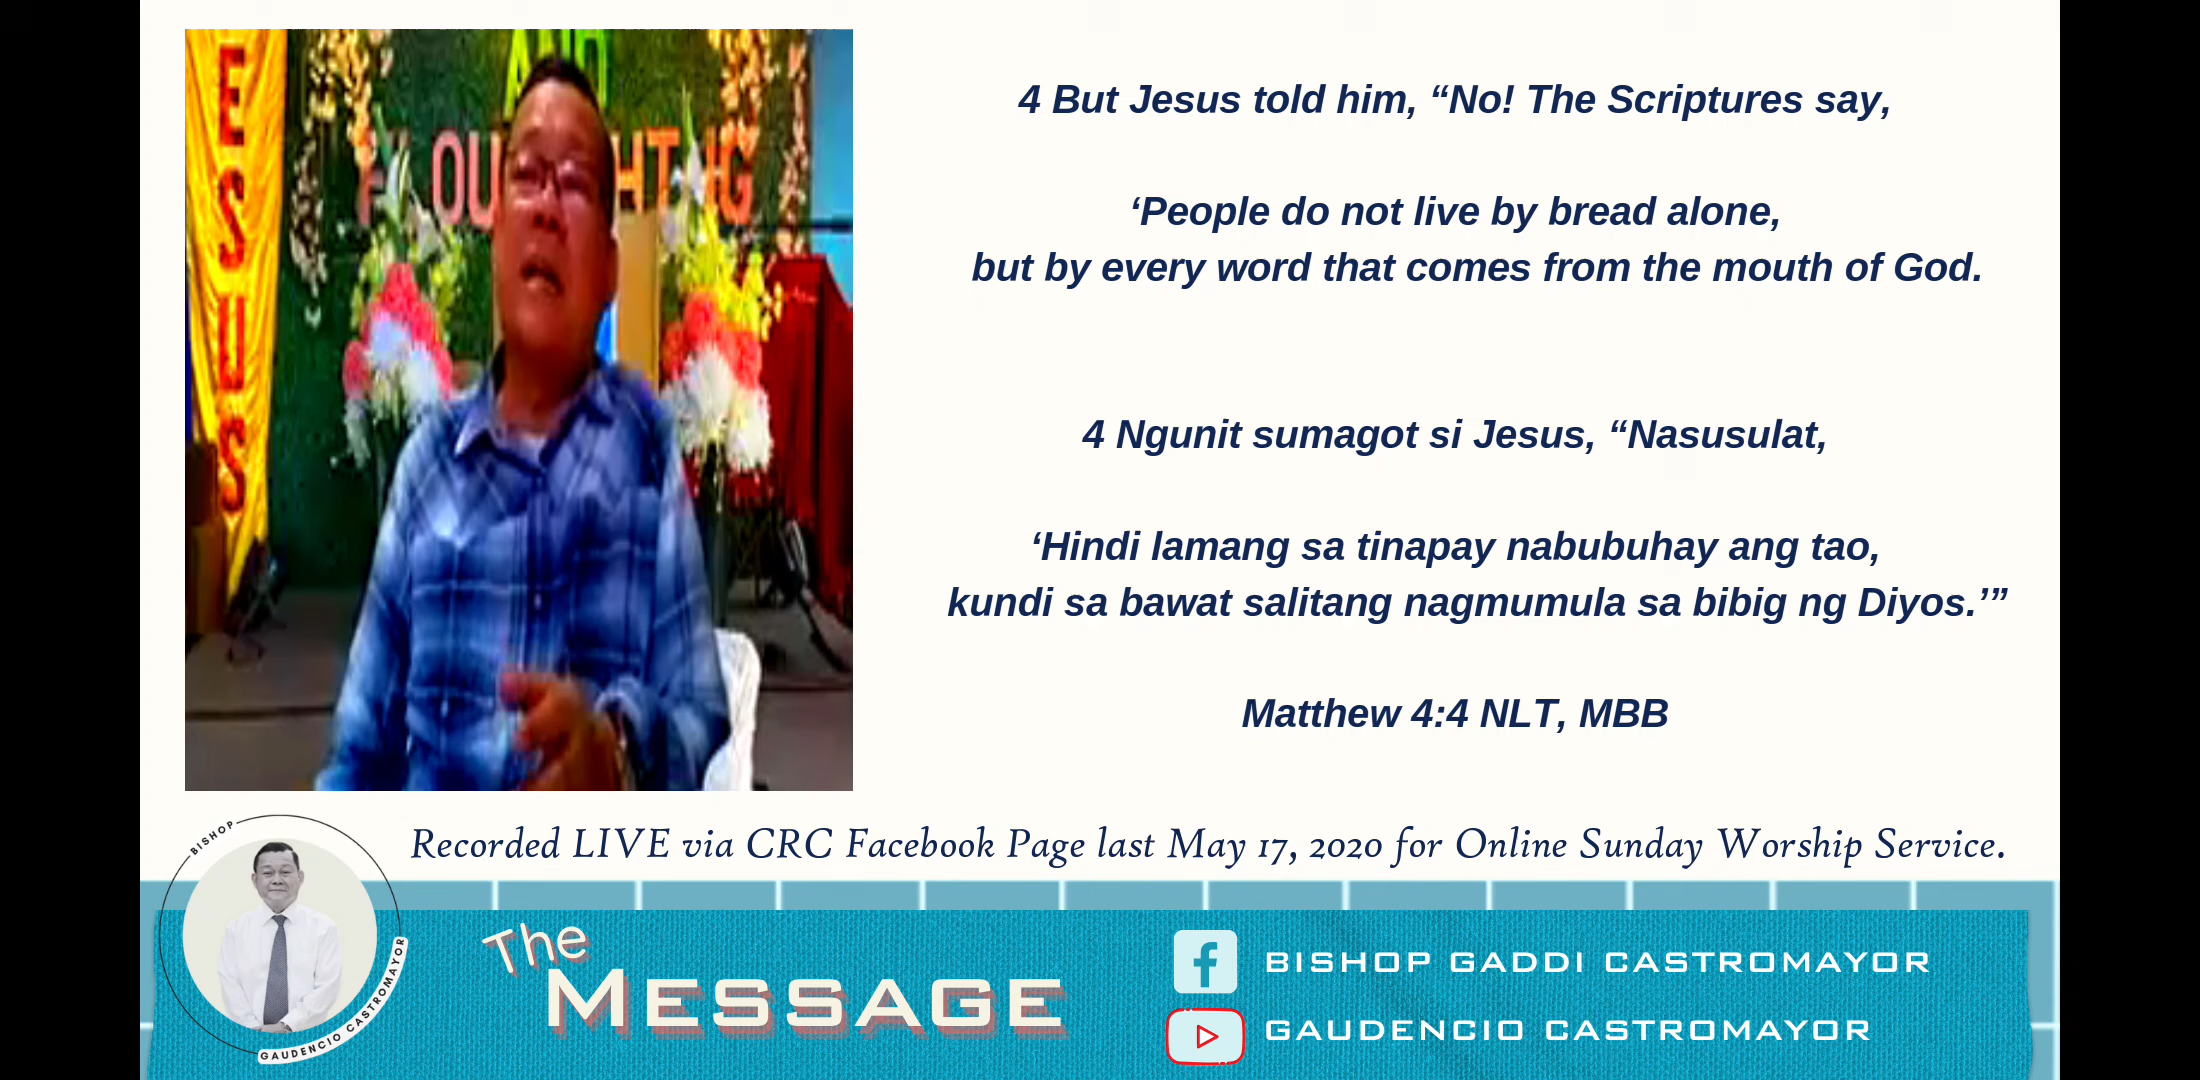 ESUS
AND
4 But Jesus told him, “No! The Scriptures say,
‘People do not live by bread alone,
but by every word that comes from the mouth of God.
4 Ngunit sumagot si Jesus, “Nasusulat,
‘Hindi lamang sa tinapay nabubuhay ang tao,
kundi sa bawat salitang nagmumula sa bibig ng Diyos.’”
Matthew 4:4 NLT, MBB
Recorded LIVE via CRC Facebook Page last May 17, 2020 for Online Sunday Worship Service.
BISHOP
GAUDENCIO CASTROMAYOR
The
MESSAGE
BISHOP GADDI CASTROMAYOR
GAUDENCIO CASTROMAYOR